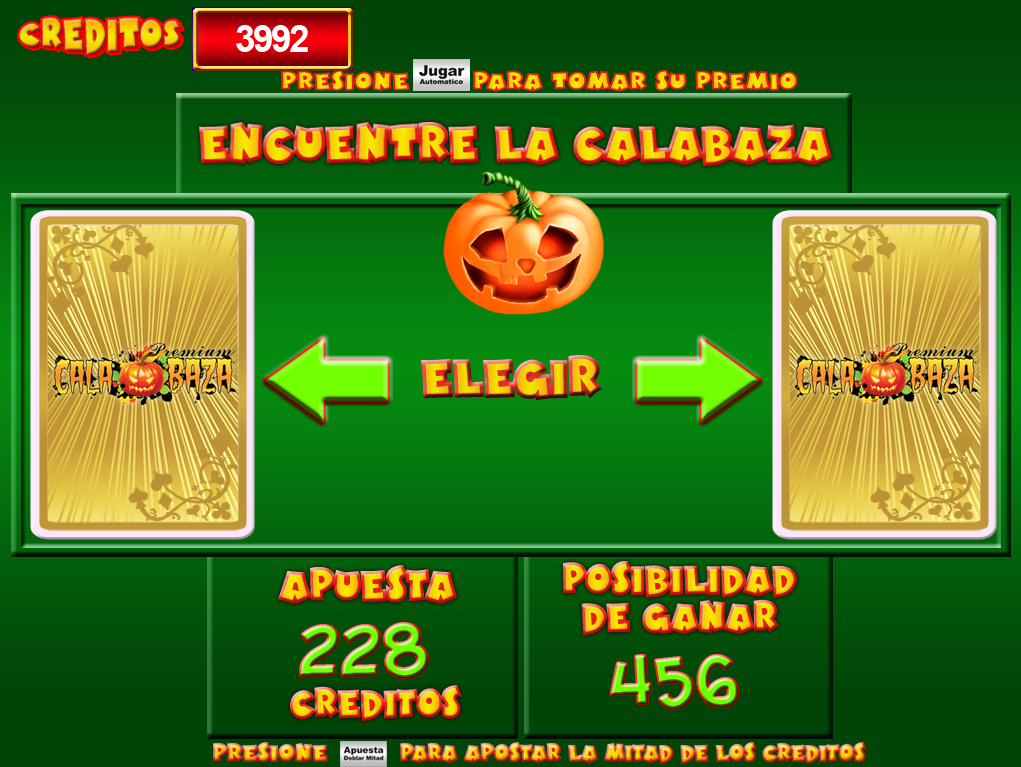 CREDITOS 3992
PRESIONE Jugar Automatico PARA TOMAR SU PREMIO
ENCUENTRE LA CALABAZA
Premium
CALABAZA
ELEGIR
Premium
CALABAZA
APUESTA
228
CREDITOS
POSIBILIDAD
DE GANAR
456
PRESIONE Apuesta Doblar Mitad PARA APOSTAR LA MITAD DE LOS CREDITOS